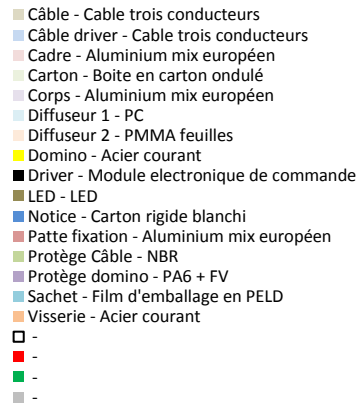 Câble - Cable trois conducteurs
Câble driver - Cable trois conducteurs
Cadre - Aluminium mix européen
Carton - Boite en carton ondulé
Corps - Aluminium mix européen
Diffuseur 1 - PC
Diffuseur 2 - PMMA feuilles
Domino - Acier courant
Driver - Module electronique de commande
LED - LED
Notice - Carton rigide blanchi
Patte fixation - Aluminium mix européen
Protège Câble - NBR
Protège domino - PA6 + FV
Sachet - Film d'emballage en PELD
Visserie - Acier courant
-
-
-
-